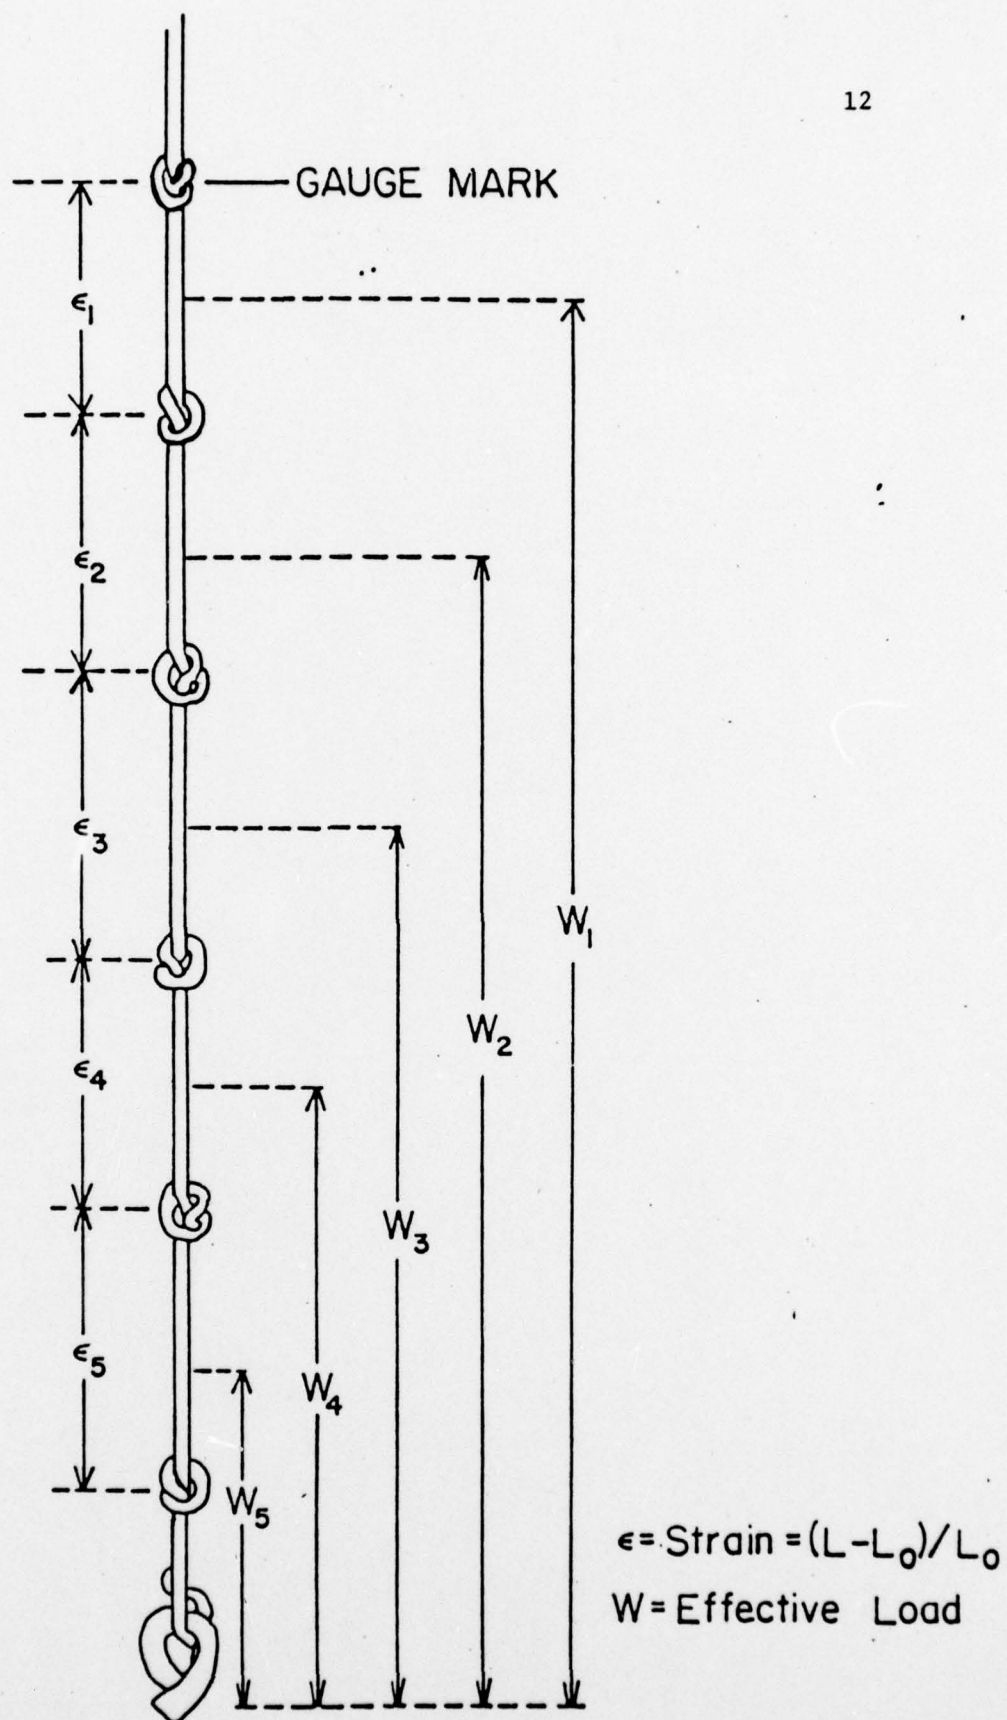 12
GAUGE MARK
ϵ1
ϵ2
ϵ3
W1
W2
ϵ4
W3
ϵ5
W4
W5
ϵ=Strain=(L-L0)/L0
W=Effective Load